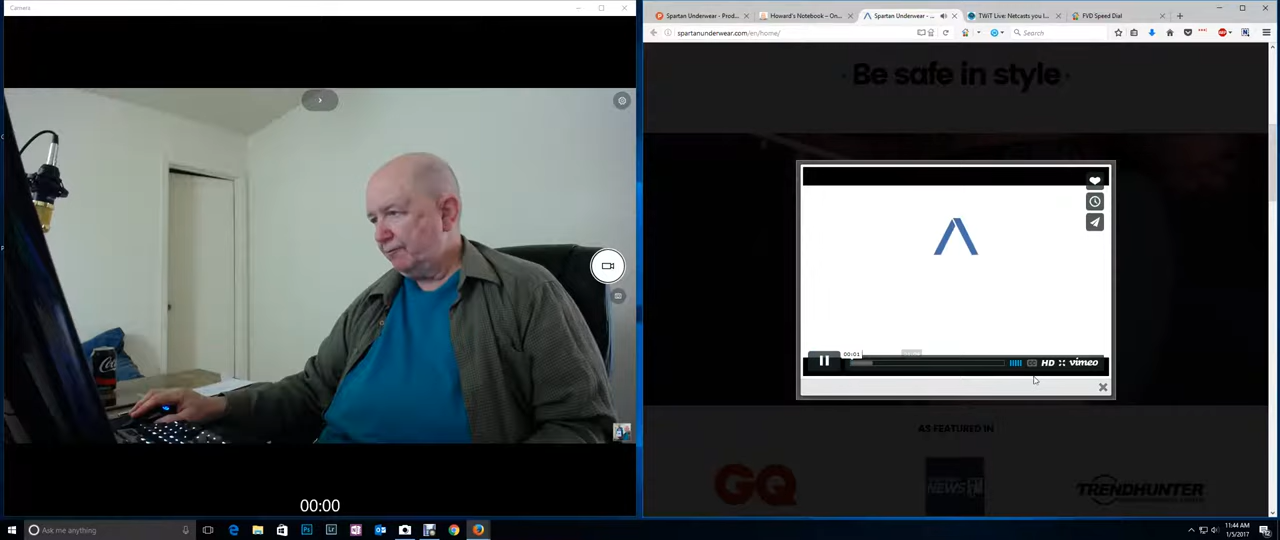 Camera
00:00
Spartan Underwear - Prod...
Howard's Notebook – On...
Spartan Underwear - ...
TWiT Live: Netcasts you l...
FVD Speed Dial
spartanunderwear.com/en/home/
Search
Be safe in style
00:01
CC HD vimeo
AS FEATURED IN
GQ
NEWS
TRENDHUNTER
Ask me anything
11:44 AM
1/5/2017